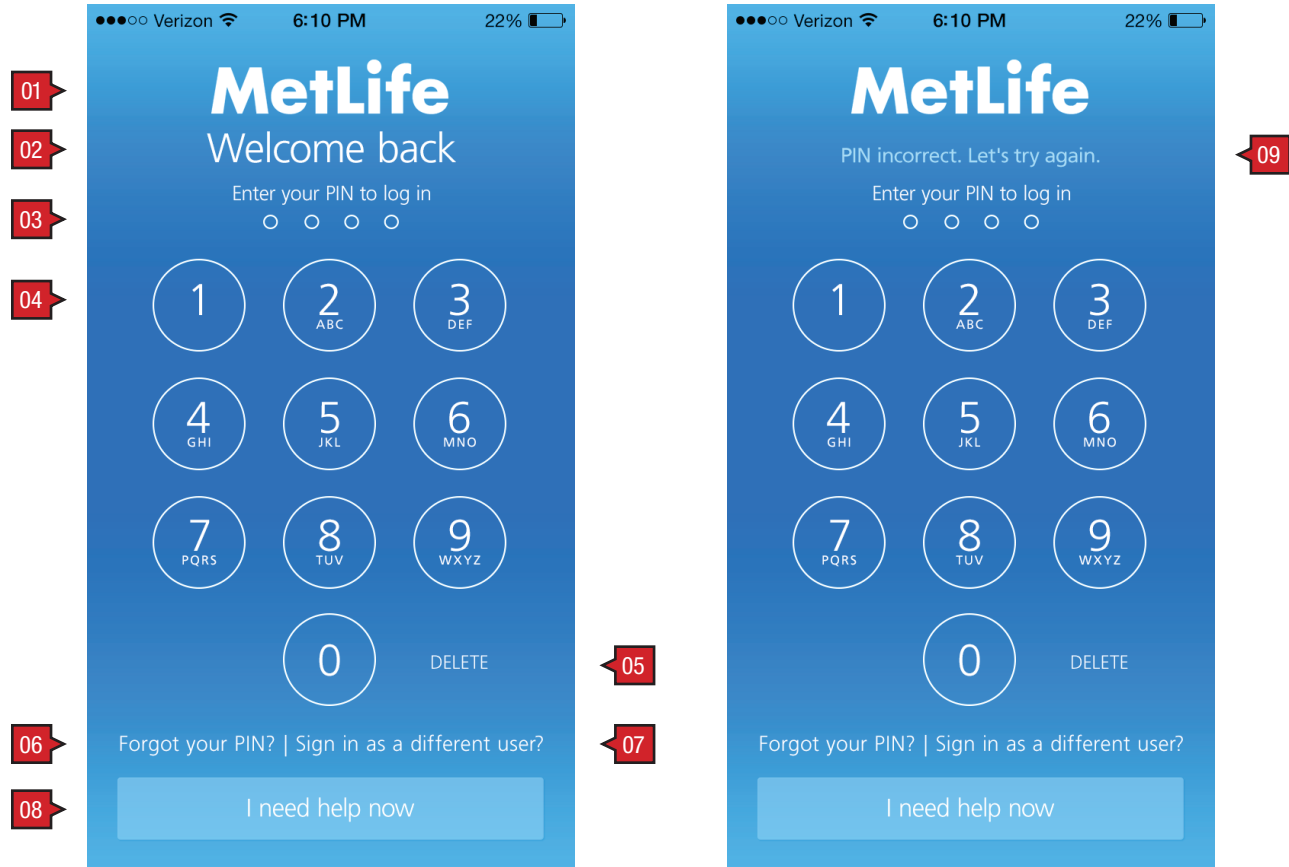 ●●●○○ Verizon 6:10 PM 22%
01
MetLife
02
Welcome back
Enter your PIN to log in
03
04
1 2 3
ABC DEF
4 5 6
GHI JKL MNO
7 8 9
PQRS TUV WXYZ
0 DELETE
05
06
Forgot your PIN? | Sign in as a different user?
07
08
I need help now
●●●○○ Verizon 6:10 PM 22%
MetLife
PIN incorrect. Let's try again.
09
Enter your PIN to log in
1 2 3
ABC DEF
4 5 6
GHI JKL MNO
7 8 9
PQRS TUV WXYZ
0 DELETE
Forgot your PIN? | Sign in as a different user?
I need help now